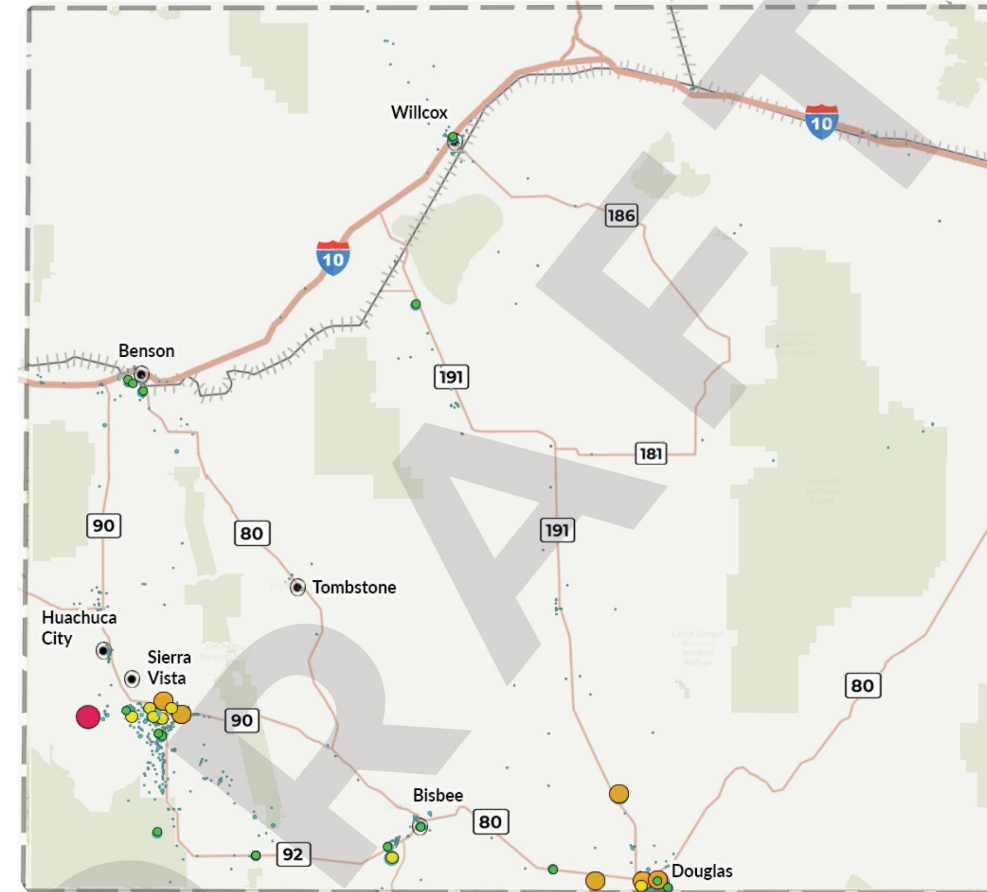 Willcox
10
186
10
Benson
191
181
90
80
191
Tombstone
Huachuca
City
Sierra
Vista
80
90
Bisbee
80
92
Douglas
DRAFT